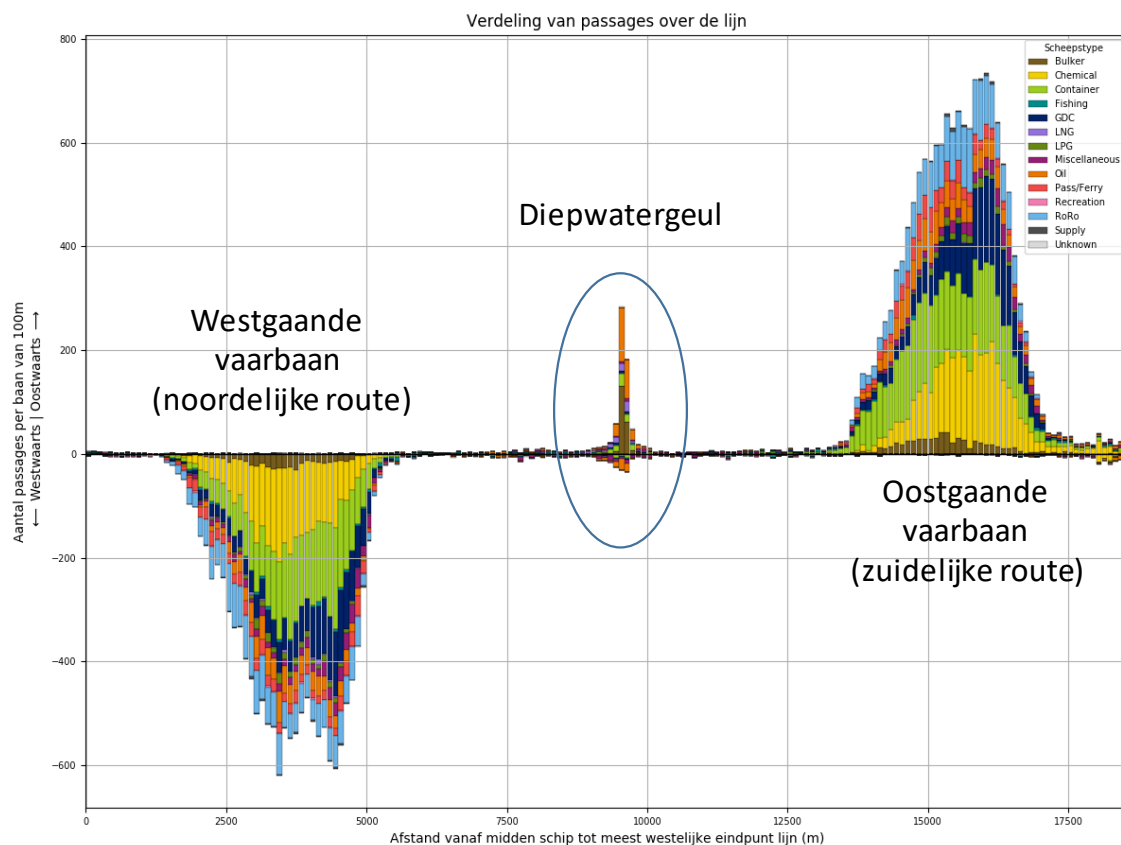 Verdeling van passages over de lijn
800
600
400
200
0
−200
−400
−600
Aantal passages per baan van 100m
←— Westwaarts | Oostwaarts —→
Scheepstype
Bulker
Chemical
Container
Fishing
GDC
LNG
LPG
Miscellaneous
Oil
Pass/Ferry
Recreation
RoRo
Supply
Unknown
Diepwatergeul
Westgaande
vaarbaan
(noordelijke route)
Oostgaande
vaarbaan
(zuidelijke route)
0
2500
5000
7500
10000
12500
15000
17500
Afstand vanaf midden schip tot meest westelijke eindpunt lijn (m)